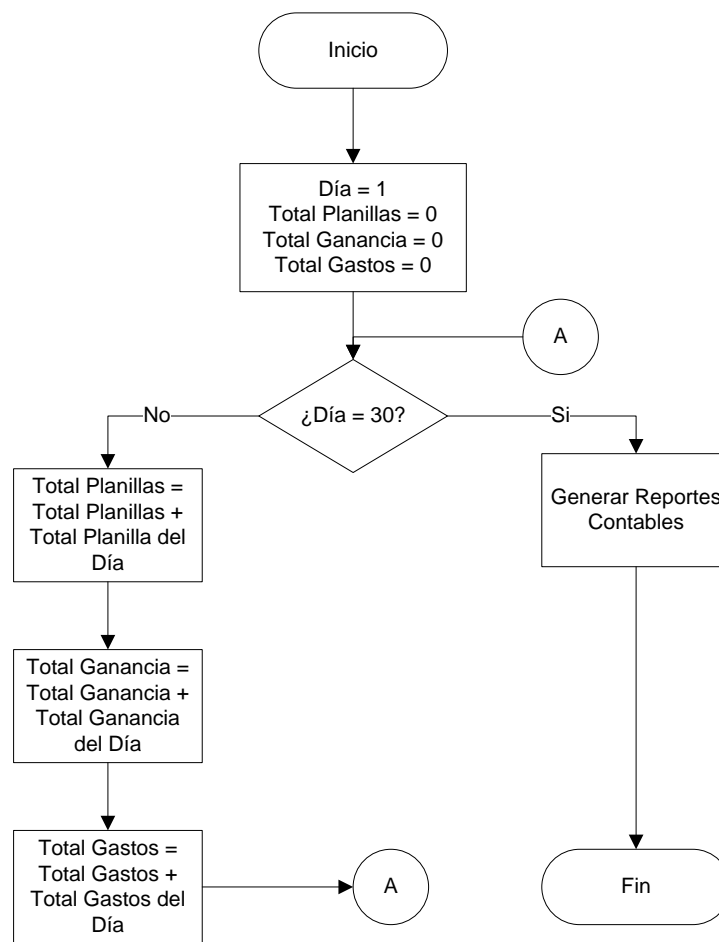 Inicio
Día = 1
Total Planillas = 0
Total Ganancia = 0
Total Gastos = 0
A
¿Día = 30?
No
Si
Total Planillas =
Total Planillas +
Total Planilla del
Día
Generar Reportes
Contables
Total Ganancia =
Total Ganancia +
Total Ganancia
del Día
Total Gastos =
Total Gastos +
Total Gastos del
Día
A
Fin